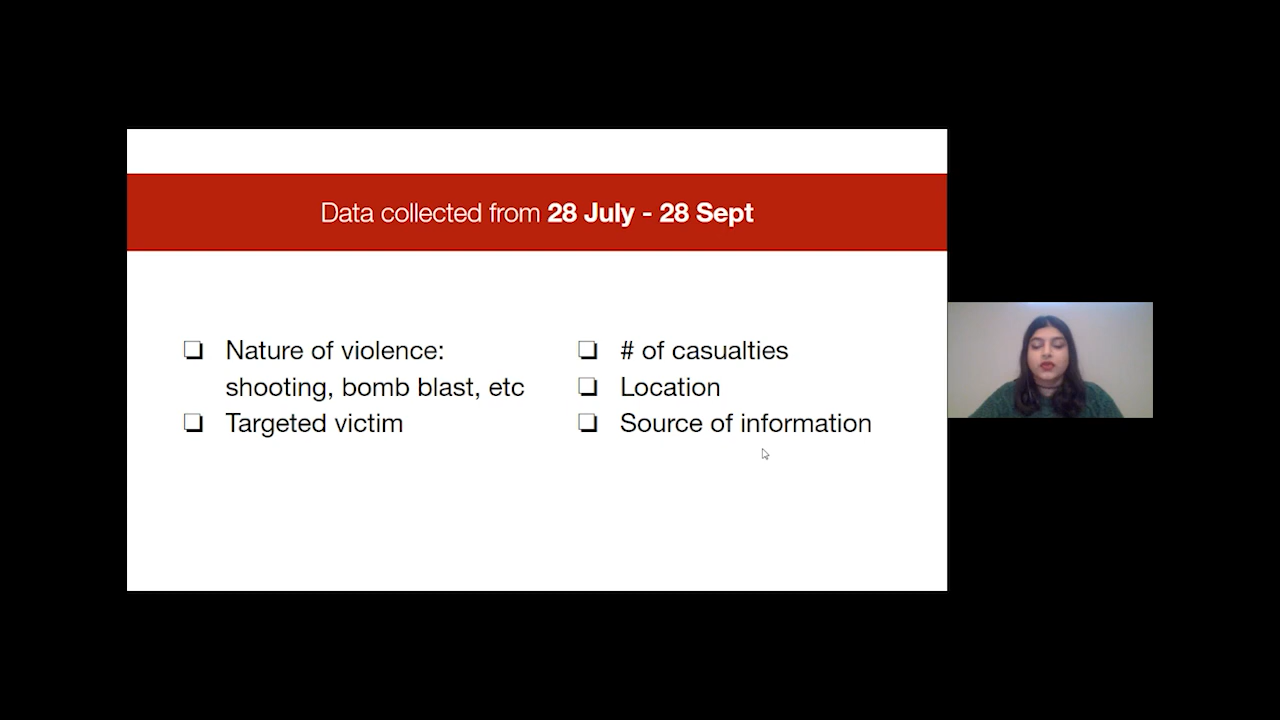 Data collected from 28 July - 28 Sept
Nature of violence:
shooting, bomb blast, etc
Targeted victim
# of casualties
Location
Source of information